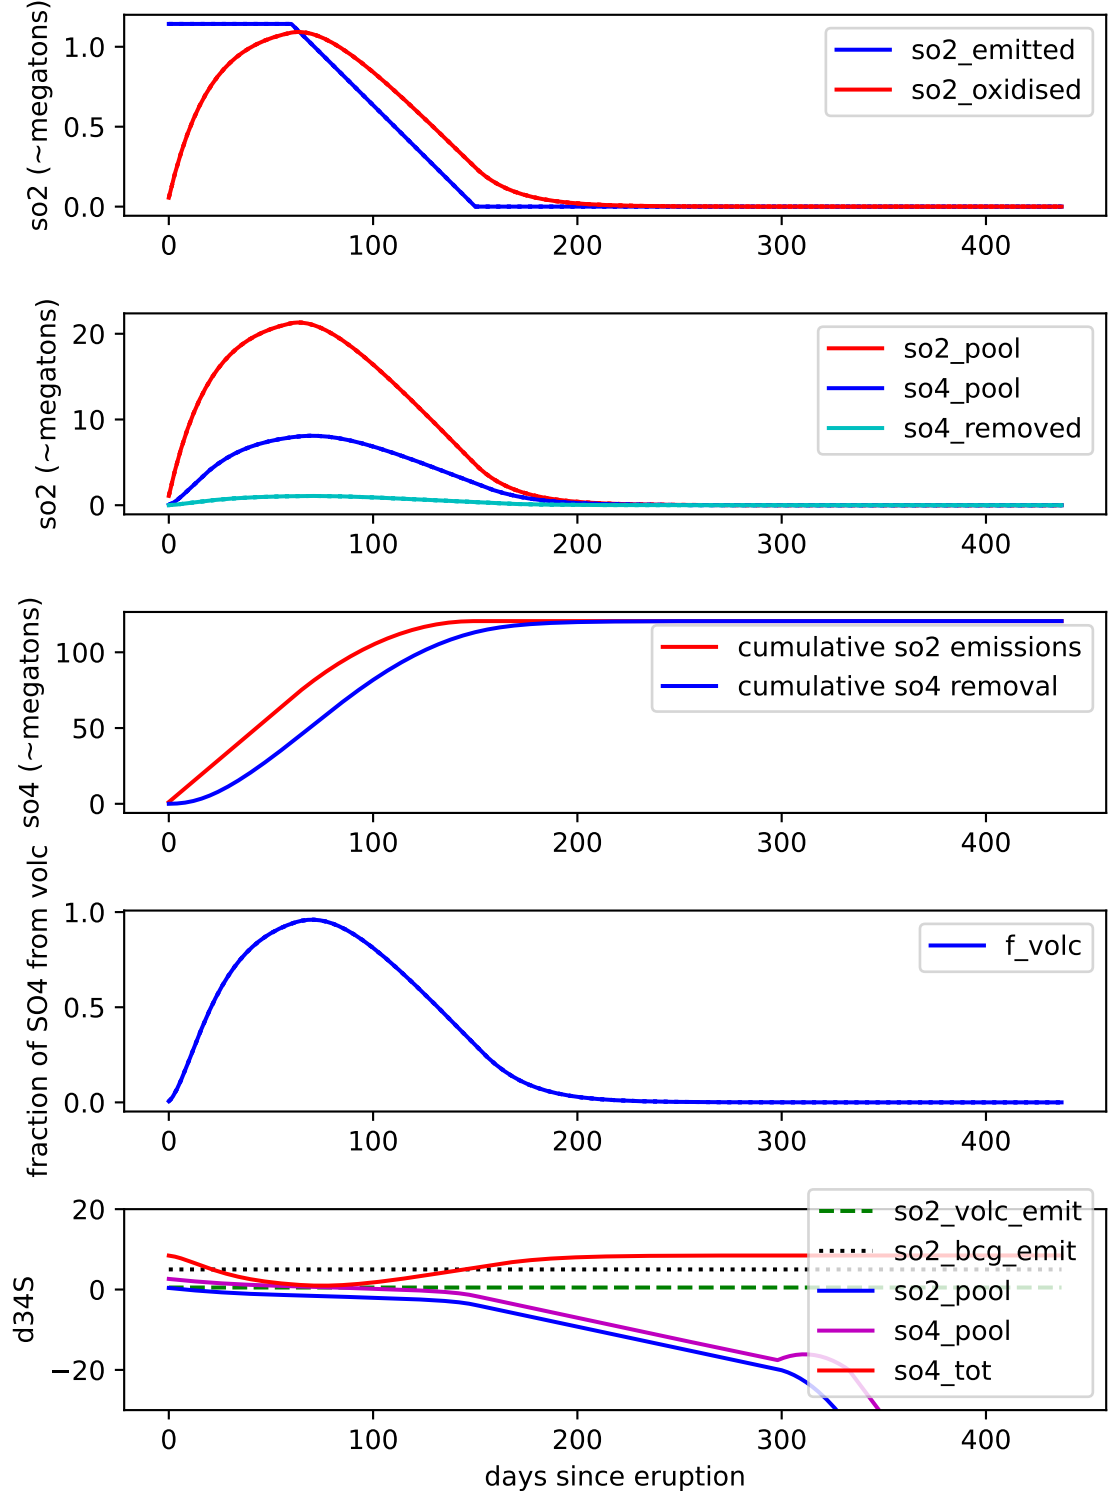 so2 (~megatons)
1.0
0.5
0.0
so2_emitted
so2_oxidised
0 100 200 300 400
so2 (~megatons)
20
10
0
so2_pool
so4_pool
so4_removed
0 100 200 300 400
so4 (~megatons)
100
50
0
cumulative so2 emissions
cumulative so4 removal
0 100 200 300 400
fraction of SO4 from volc
1.0
0.5
0.0
f_volc
0 100 200 300 400
d34S
20
0
−20
so2_volc_emit
so2_bcg_emit
so2_pool
so4_pool
so4_tot
0 100 200 300 400
days since eruption